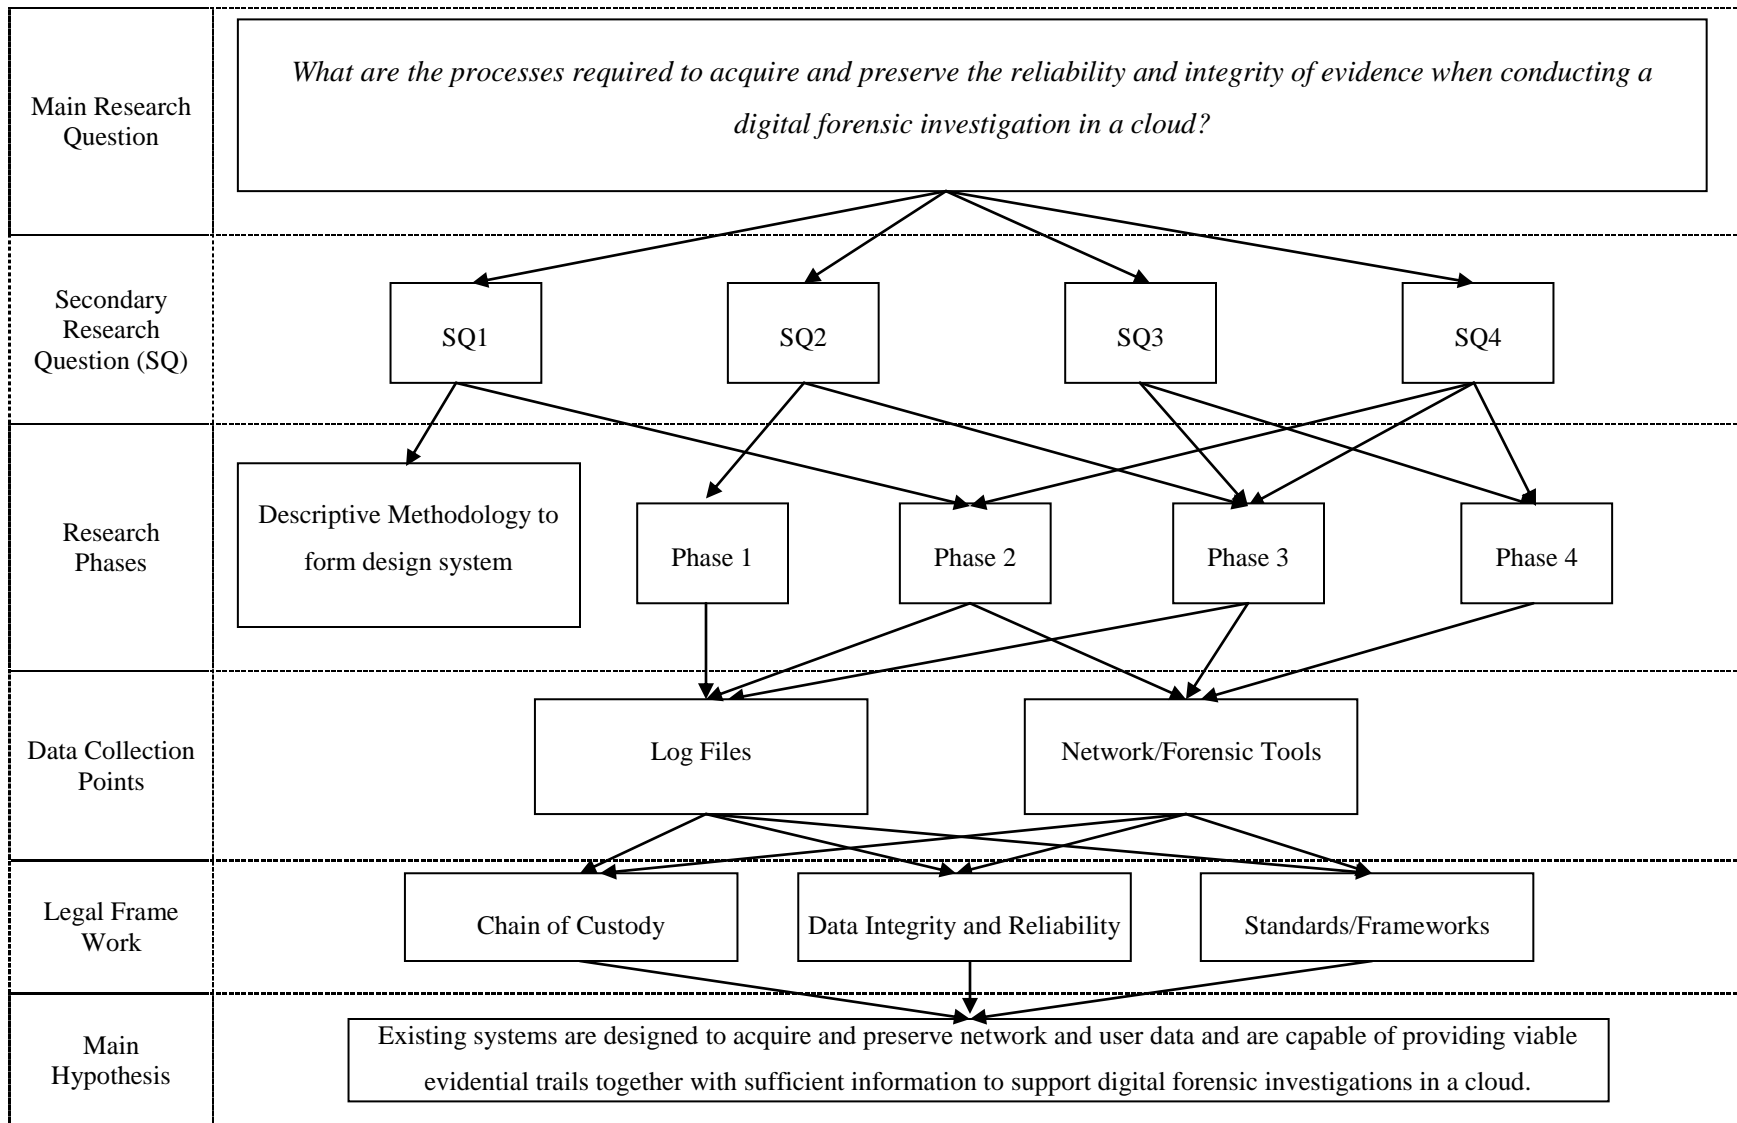 Main Research
Question
What are the processes required to acquire and preserve the reliability and integrity of evidence when conducting a
digital forensic investigation in a cloud?
Secondary
Research
Question (SQ)
SQ1
SQ2
SQ3
SQ4
Research
Phases
Descriptive Methodology to
form design system
Phase 1
Phase 2
Phase 3
Phase 4
Data Collection
Points
Log Files
Network/Forensic Tools
Legal Frame
Work
Chain of Custody
Data Integrity and Reliability
Standards/Frameworks
Main
Hypothesis
Existing systems are designed to acquire and preserve network and user data and are capable of providing viable
evidential trails together with sufficient information to support digital forensic investigations in a cloud.